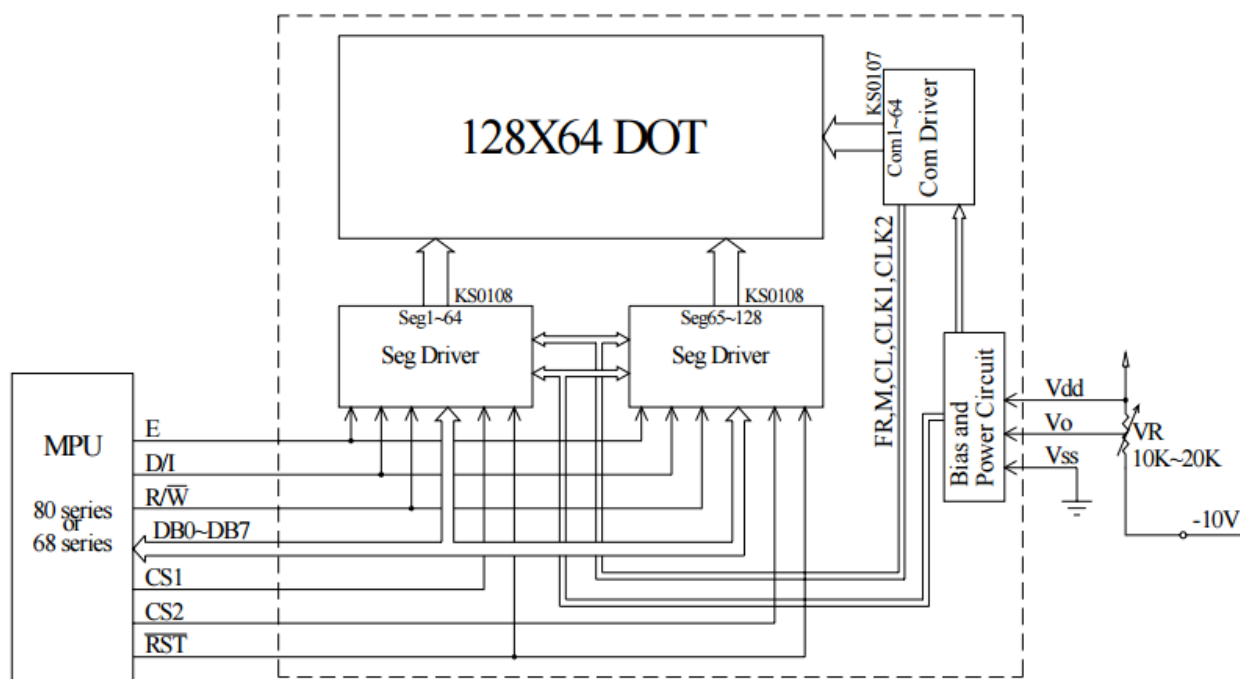 128X64 DOT
KS0107
Com1~64
Com Driver
KS0108
Seg1~64
Seg Driver
KS0108
Seg65~128
Seg Driver
FR,M,CL,CLK1,CLK2
Bias and
Power Circuit
Vdd
Vo
Vss
VR
10K~20K
-10V
MPU
80 series
or
68 series
E
D/I
R/W̅
DB0~DB7
CS1
CS2
R̅S̅T̅